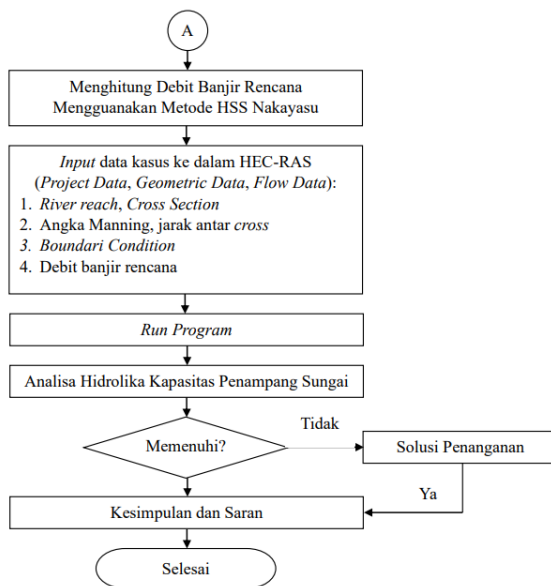 A
Menghitung Debit Banjir Rencana
Mengguanakan Metode HSS Nakayasu
Input data kasus ke dalam HEC-RAS
(Project Data, Geometric Data, Flow Data):
1. River reach, Cross Section
2. Angka Manning, jarak antar cross
3. Boundari Condition
4. Debit banjir rencana
Run Program
Analisa Hidrolika Kapasitas Penampang Sungai
Memenuhi?
Tidak
Solusi Penanganan
Ya
Kesimpulan dan Saran
Selesai